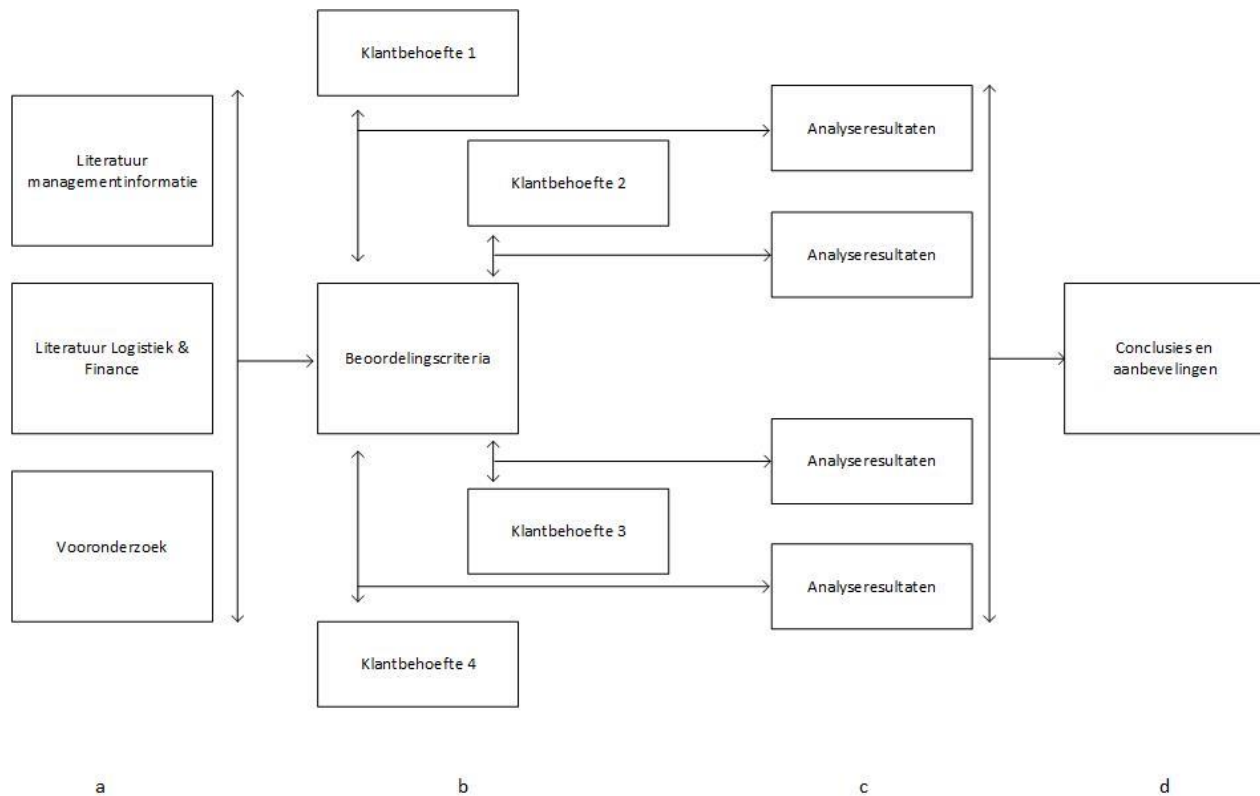 Klantbehoefte 1
Literatuur
managementinformatie
Analyseresultaten
Klantbehoefte 2
Analyseresultaten
Literatuur Logistiek &
Finance
Beoordelingscriteria
Conclusies en
aanbevelingen
Analyseresultaten
Klantbehoefte 3
Vooronderzoek
Analyseresultaten
Klantbehoefte 4
a
b
c
d